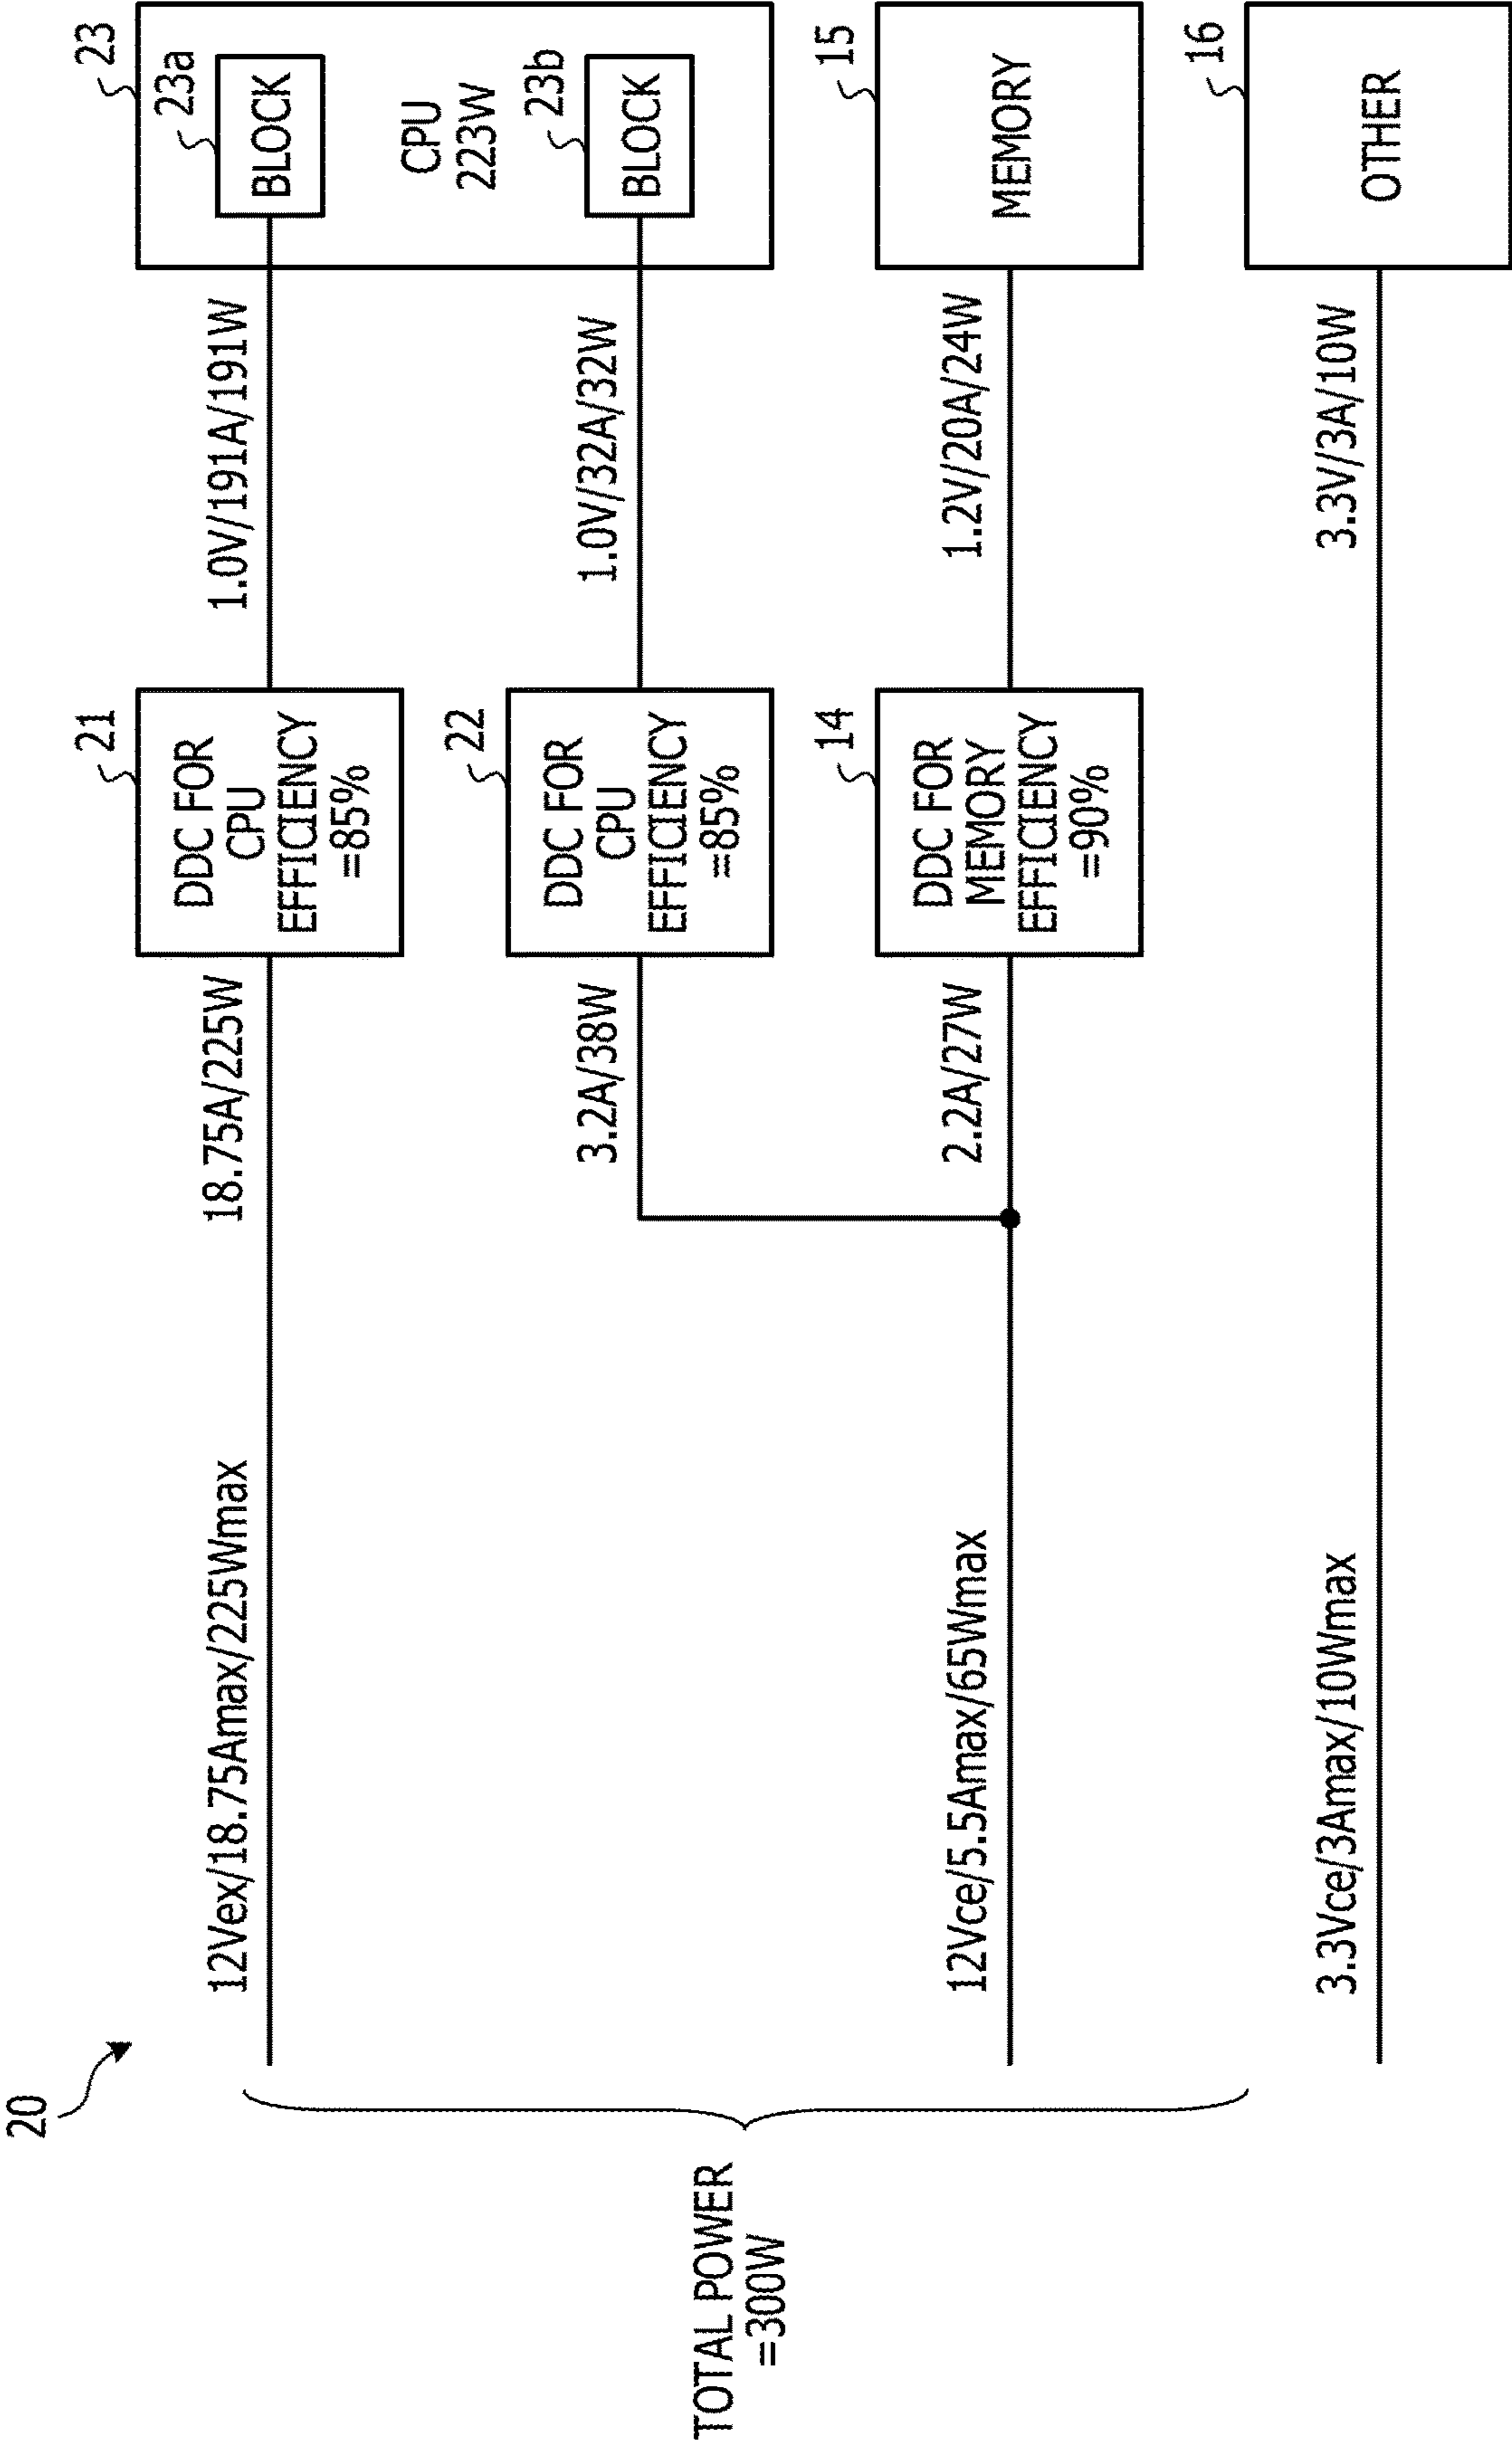 20
TOTAL POWER
=300W
12Vex/18.75Amax/225Wmax
18.75A/225W
21
DDC FOR
CPU
EFFICIENCY
=85%
1.0V/191A/191W
23
23a
BLOCK
CPU
223W
3.2A/38W
22
DDC FOR
CPU
EFFICIENCY
=85%
1.0V/32A/32W
23b
BLOCK
12Vce/5.5Amax/65Wmax
2.2A/27W
14
DDC FOR
MEMORY
EFFICIENCY
=90%
1.2V/20A/24W
15
MEMORY
3.3Vce/3Amax/10Wmax
3.3V/3A/10W
16
OTHER